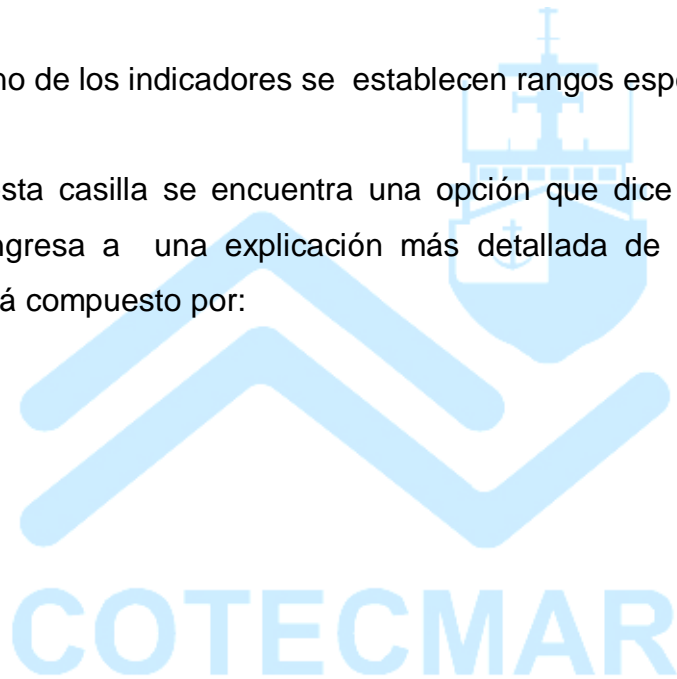 no de los indicadores se establecen rangos esp
sta casilla se encuentra una opción que dice
ngresa a una explicación más detallada de
á compuesto por:
COTECMAR